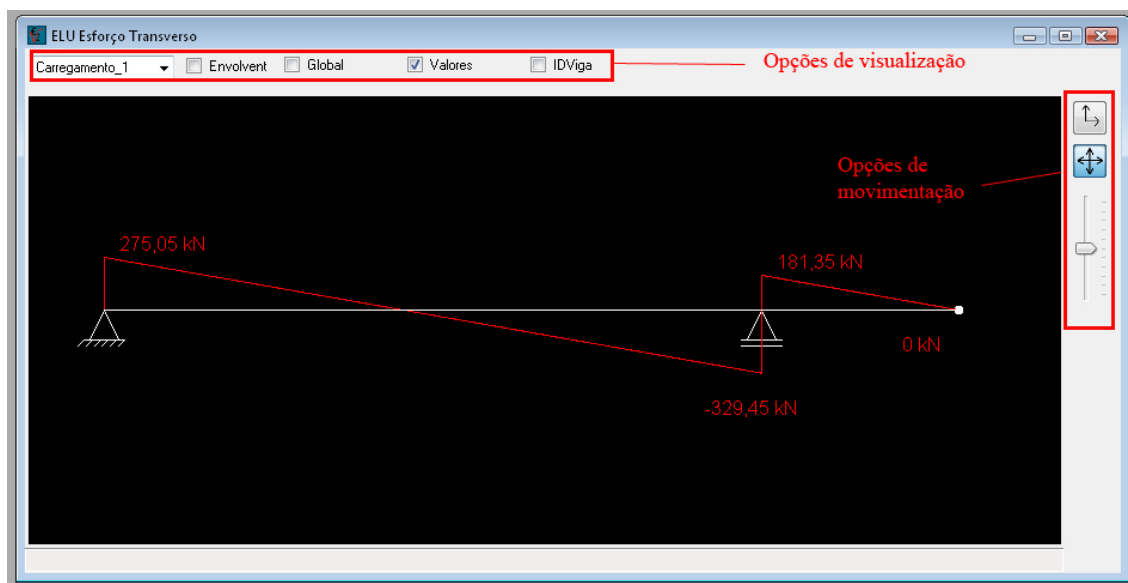 ELU Esforço Transverso
Carregamento_1 Envolvent Global Valores IDViga Opções de visualização
Opções de
movimentação
275,05 kN
181,35 kN
0 kN
-329,45 kN